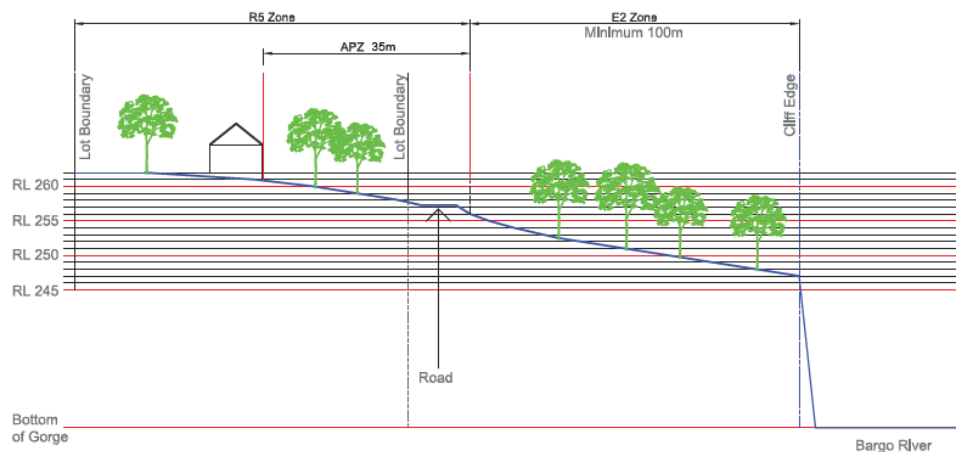 R5 Zone
E2 Zone
Minimum 100m
APZ 35m
Lot Boundary
Lot Boundary
Cliff Edge
RL 260
RL 255
RL 250
RL 245
Road
Bottom
of Gorge
Bargo River